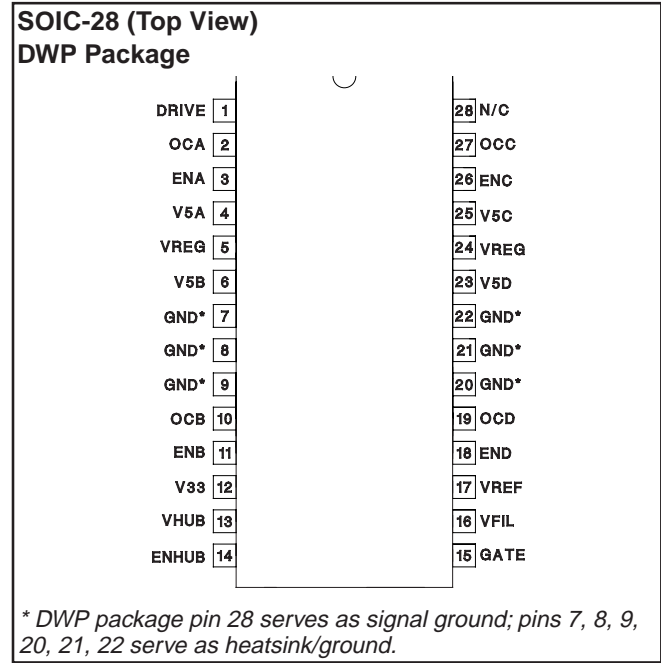 SOIC-28 (Top View)
DWP Package
DRIVE 1 28 N/C
OCA 2 27 OCC
ENA 3 26 ENC
V5A 4 25 V5C
VREG 5 24 VREG
V5B 6 23 V5D
GND* 7 22 GND*
GND* 8 21 GND*
GND* 9 20 GND*
OCB 10 19 OCD
ENB 11 18 END
V33 12 17 VREF
VHUB 13 16 VFIL
ENHUB 14 15 GATE
* DWP package pin 28 serves as signal ground; pins 7, 8, 9,
20, 21, 22 serve as heatsink/ground.